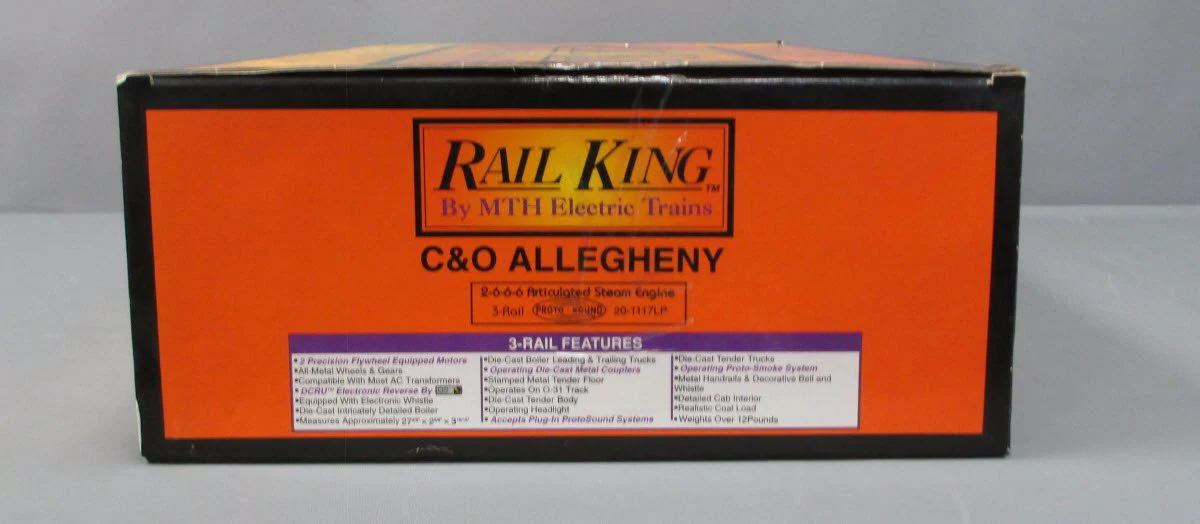 RAIL KING™
By MTH Electric Trains
C&O ALLEGHENY
2-6-6-6 Articulated Steam Engine
3-Rail PROTO SOUND 20-1117LP
3-RAIL FEATURES
• 2 Precision Flywheel Equipped Motors
•All-Metal Wheels & Gears
•Compatible With Most AC Transformers
• DCRU™ Electronic Reverse By
•Equipped With Electronic Whistle
•Die-Cast Intricately Detailed Boiler
•Measures Approximately
•Die-Cast Boiler Leading & Trailing Trucks
• Operating Die-Cast Metal Couplers
•Stamped Metal Tender Floor
•Operates On O-31 Track
•Die-Cast Tender Body
•Operating Headlight
• Accepts Plug-In ProtoSound Systems
•Die-Cast Tender Trucks
• Operating Proto-Smoke System
•Metal Handrails & Decorative Bell and
Whistle
•Detailed Cab Interior
•Realistic Coal Load
•Weights Over 12Pounds